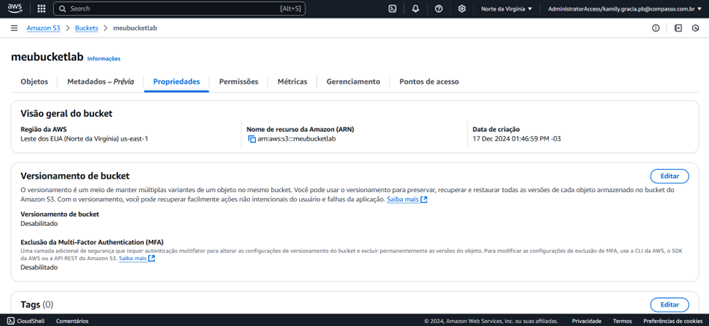 aws
Search
[Alt+S]
Norte da Virgínia
AdministratorAccess/kamily.gracia.pb@compasso.com.br
Amazon S3
Buckets
meubucketlab
meubucketlab
Informações
Objetos
Metadados – Prévia
Propriedades
Permissões
Métricas
Gerenciamento
Pontos de acesso
Visão geral do bucket
Região da AWS
Leste dos EUA (Norte da Virgínia) us-east-1
Nome de recurso da Amazon (ARN)
arn:aws:s3:::meubucketlab
Data de criação
17 Dec 2024 01:46:59 PM -03
Versionamento de bucket
Editar
O versionamento é um meio de manter múltiplas variantes de um objeto no mesmo bucket. Você pode usar o versionamento para preservar, recuperar e restaurar todas as versões de cada objeto armazenado no bucket do
Amazon S3. Com o versionamento, você pode recuperar facilmente ações não intencionais do usuário e falhas da aplicação. Saiba mais
Versionamento de bucket
Desabilitado
Exclusão da Multi-Factor Authentication (MFA)
Uma camada adicional de segurança que requer autenticação multifator para alterar as configurações de versionamento do bucket e excluir permanentemente as versões do objeto. Para modificar as configurações de exclusão de MFA, use a CLI da AWS, o SDK
da AWS ou a API REST do Amazon S3. Saiba mais
Desabilitado
Tags (0)
Editar
CloudShell
Comentários
© 2024, Amazon Web Services, Inc. ou suas afiliadas.
Privacidade
Termos
Preferências de cookies